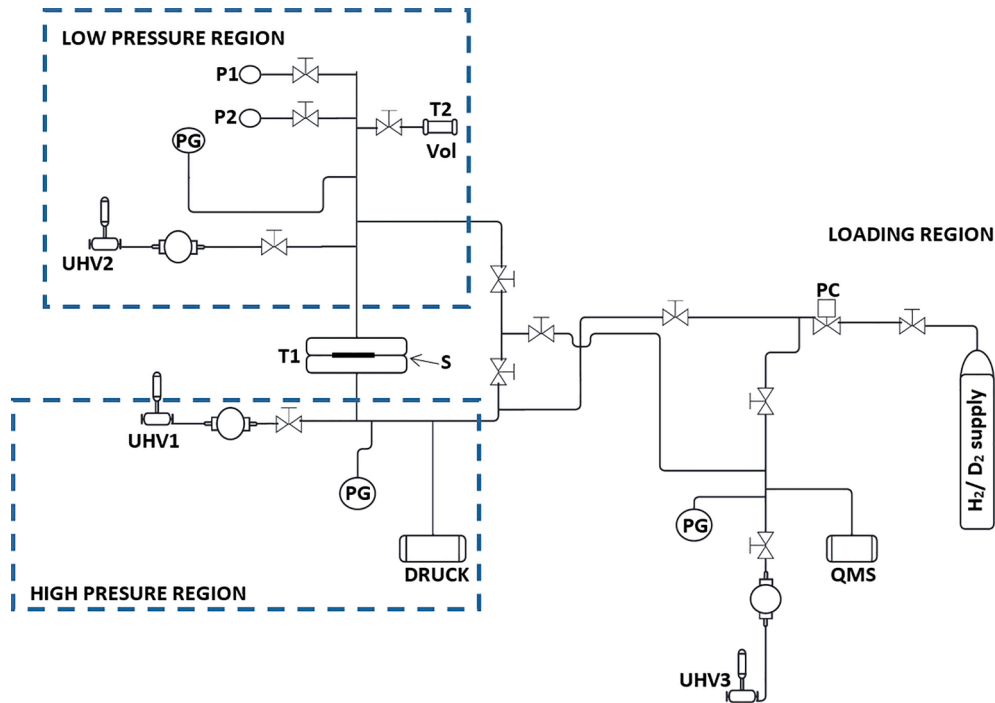 LOW PRESSURE REGION
P1
P2
T2
Vol
PG
UHV2
LOADING REGION
PC
T1
S
UHV1
PG
H₂/ D₂ supply
PG
DRUCK
QMS
HIGH PRESURE REGION
UHV3